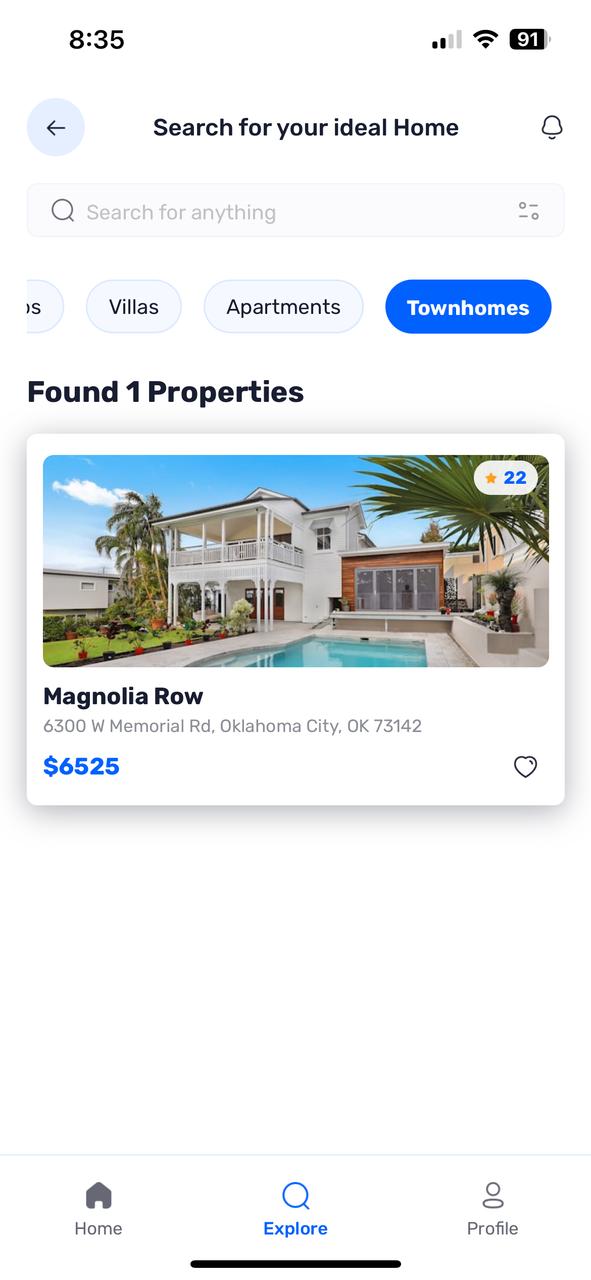 8:35
91
Search for your ideal Home
Search for anything
Villas
Apartments
Townhomes
Found 1 Properties
22
Magnolia Row
6300 W Memorial Rd, Oklahoma City, OK 73142
$6525
Home
Explore
Profile